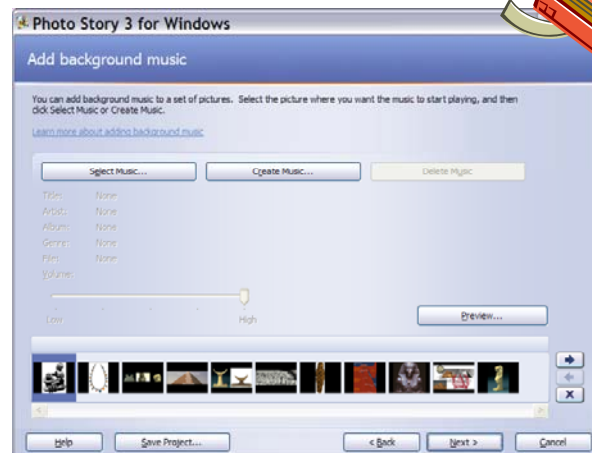 Photo Story 3 for Windows
Add background music
You can add background music to a set of pictures. Select the picture where you want the music to start playing, and then
click Select Music or Create Music.
Learn more about adding background music
Select Music...
Create Music...
Delete Music
Title: None
Artist: None
Album: None
Genre: None
File: None
Volume:
Low High
Preview...
Help
Save Project...
< Back
Next >
Cancel